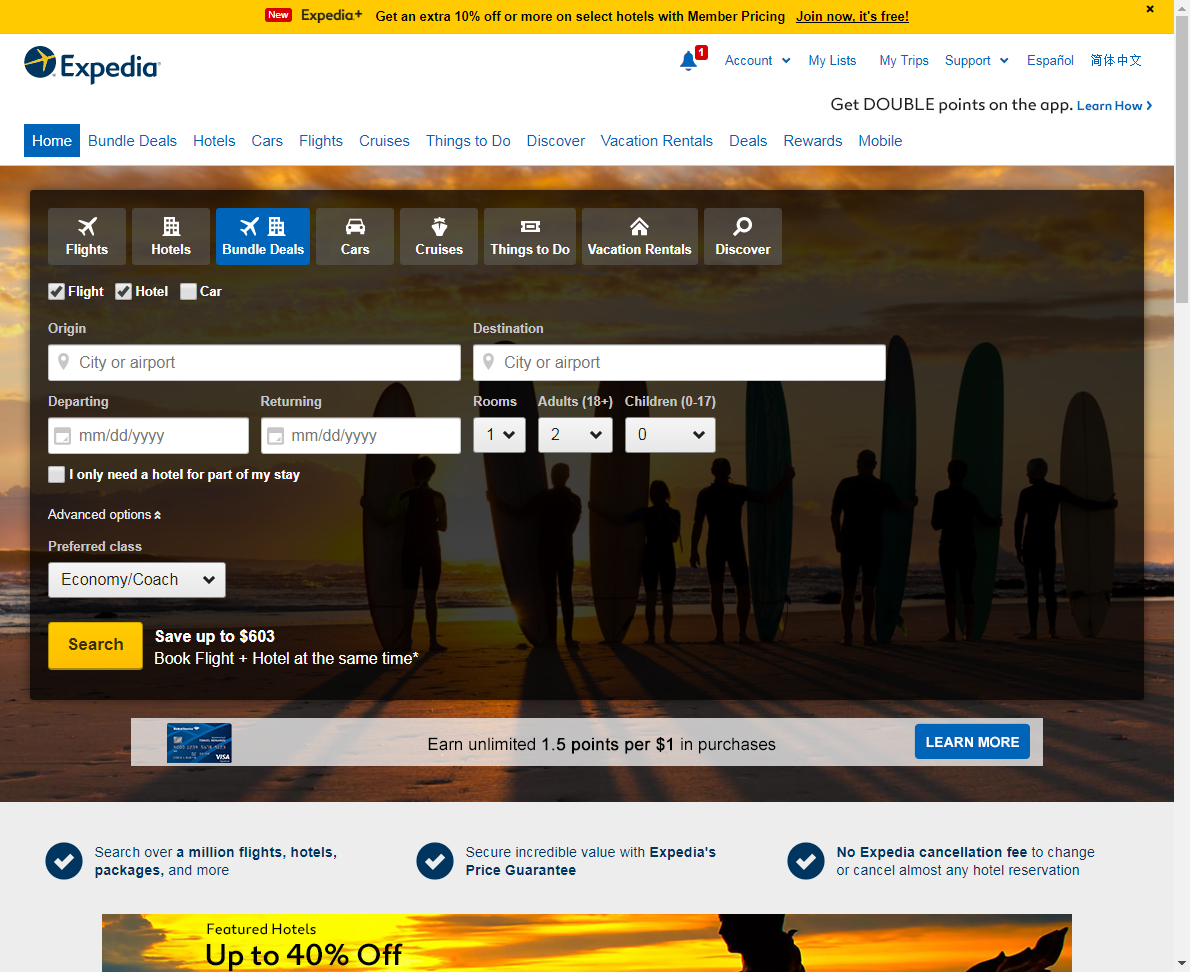 New Expedia+ Get an extra 10% off or more on select hotels with Member Pricing Join now, it's free!
Expedia
1 Account My Lists My Trips Support Español 简体中文
Get DOUBLE points on the app. Learn How
Home Bundle Deals Hotels Cars Flights Cruises Things to Do Discover Vacation Rentals Deals Rewards Mobile
Flights Hotels Bundle Deals Cars Cruises Things to Do Vacation Rentals Discover
Flight Hotel Car
Origin Destination
City or airport City or airport
Departing Returning Rooms Adults (18+) Children (0-17)
mm/dd/yyyy mm/dd/yyyy 1 2 0
I only need a hotel for part of my stay
Advanced options
Preferred class
Economy/Coach
Search
Save up to $603
Book Flight + Hotel at the same time*
VISA
Earn unlimited 1.5 points per $1 in purchases LEARN MORE
Search over a million flights, hotels,
packages, and more
Secure incredible value with Expedia's
Price Guarantee
No Expedia cancellation fee to change
or cancel almost any hotel reservation
Featured Hotels
Up to 40% Off